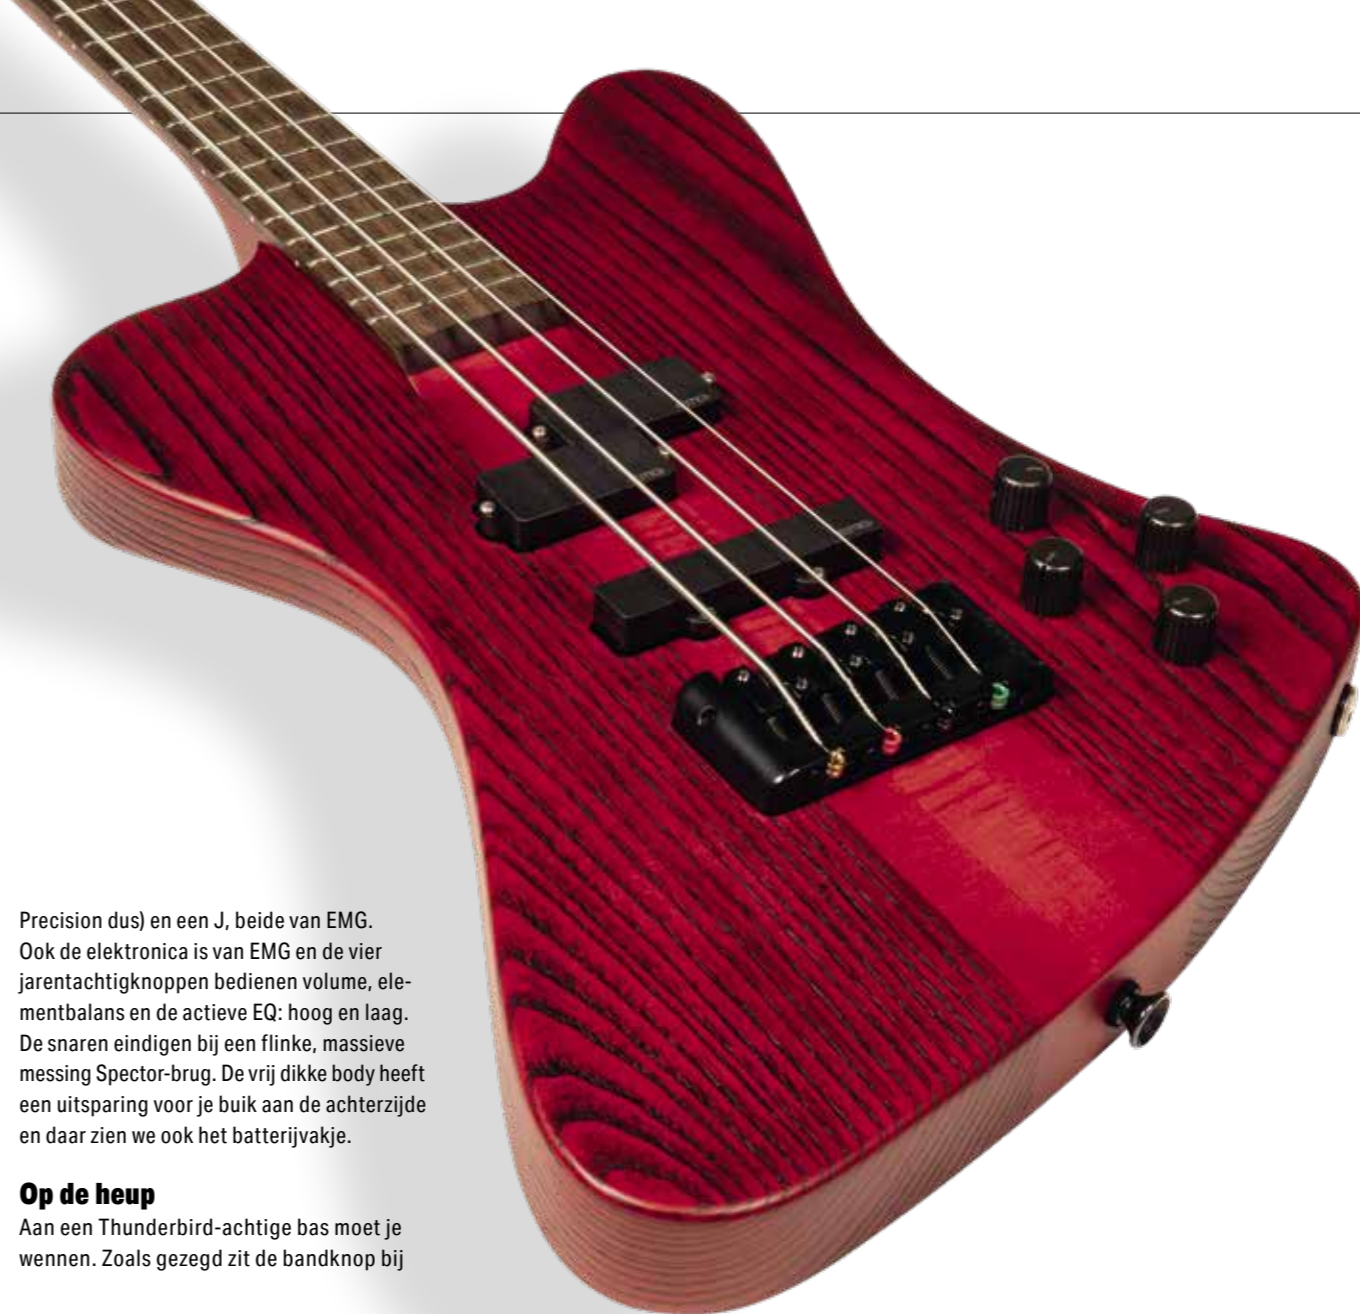 Precision dus) en een J, beide van EMG.
Ook de elektronica is van EMG en de vier
jarentachtigknoppen bedienen volume, ele-
mentbalans en de actieve EQ: hoog en laag.
De snaren eindigen bij een flinke, massieve
messing Spector-brug. De vrij dikke body heeft
een uitsparing voor je buik aan de achterzijde
en daar zien we ook het batterijvakje.
Op de heup
Aan een Thunderbird-achtige bas moet je
wennen. Zoals gezegd zit de bandknop bij